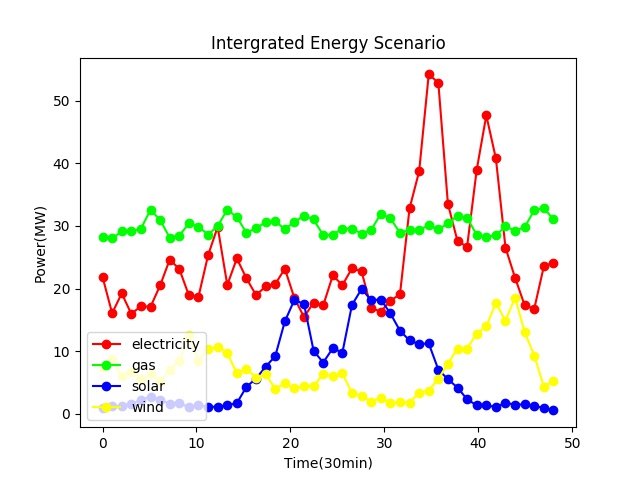 Intergrated Energy Scenario
Power(MW)
50
40
30
20
10
0
electricity
gas
solar
wind
0 10 20 30 40 50
Time(30min)